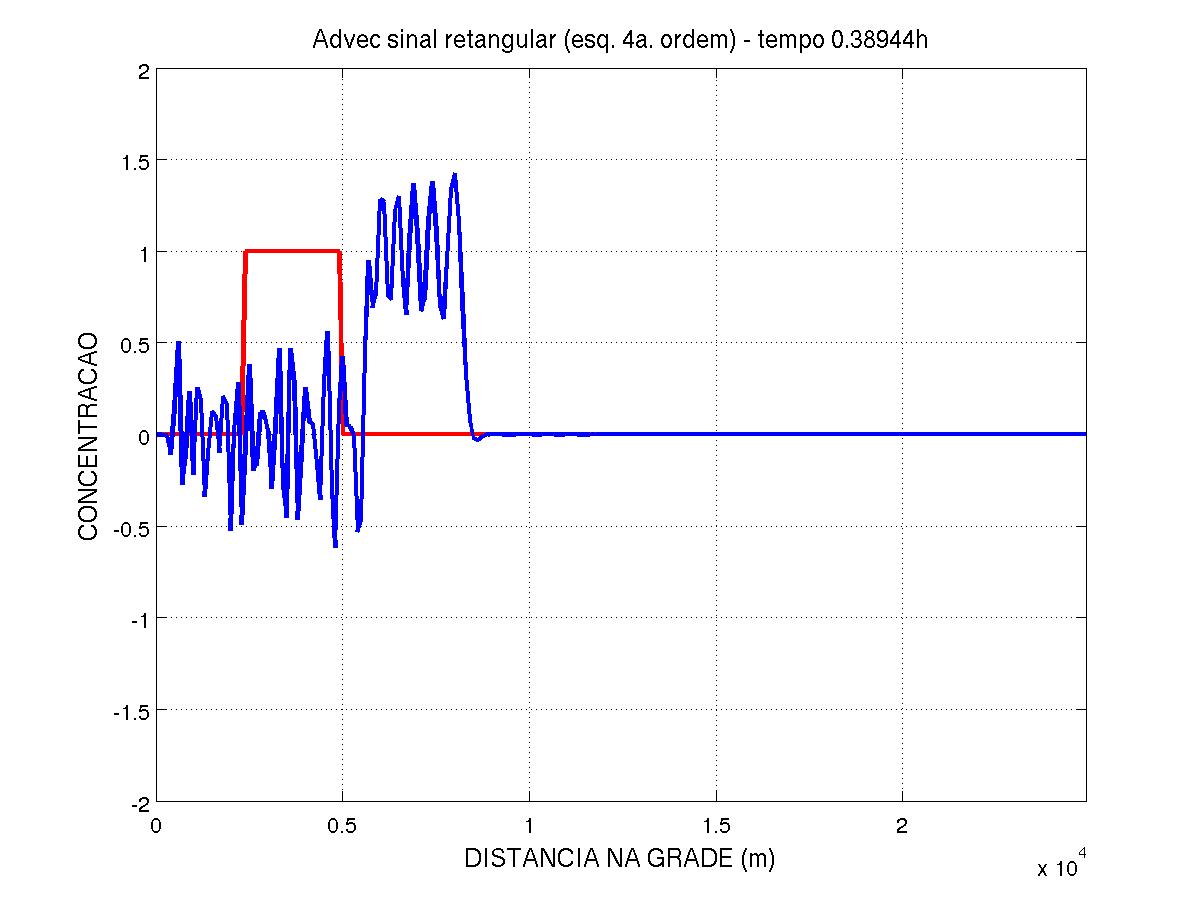 Advec sinal retangular (esq. 4a. ordem) - tempo 0.38944h
2
1.5
1
0.5
0
-0.5
-1
-1.5
-2
CONCENTRACAO
0 0.5 1 1.5 2
x 10^4
DISTANCIA NA GRADE (m)